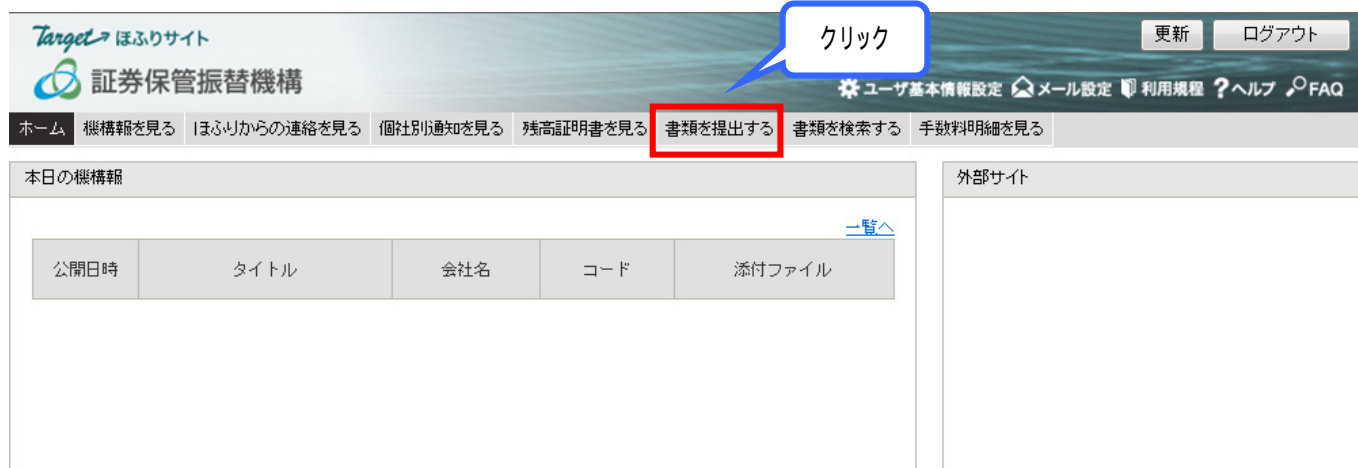 Target ほふりサイト
クリック
更新 ログアウト
証券保管振替機構
ユーザ基本情報設定 メール設定 利用規程 ?ヘルプ FAQ
ホーム 機構報を見る ほふりからの連絡を見る 個社別通知を見る 残高証明書を見る 書類を提出する 書類を検索する 手数料明細を見る
本日の機構報 外部サイト
一覧へ
公開日時 タイトル 会社名 コード 添付ファイル